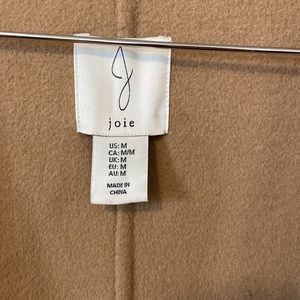 J
joie
US: M
CA: M/M
UK: M
EU: M
AU: M
MADE IN
CHINA